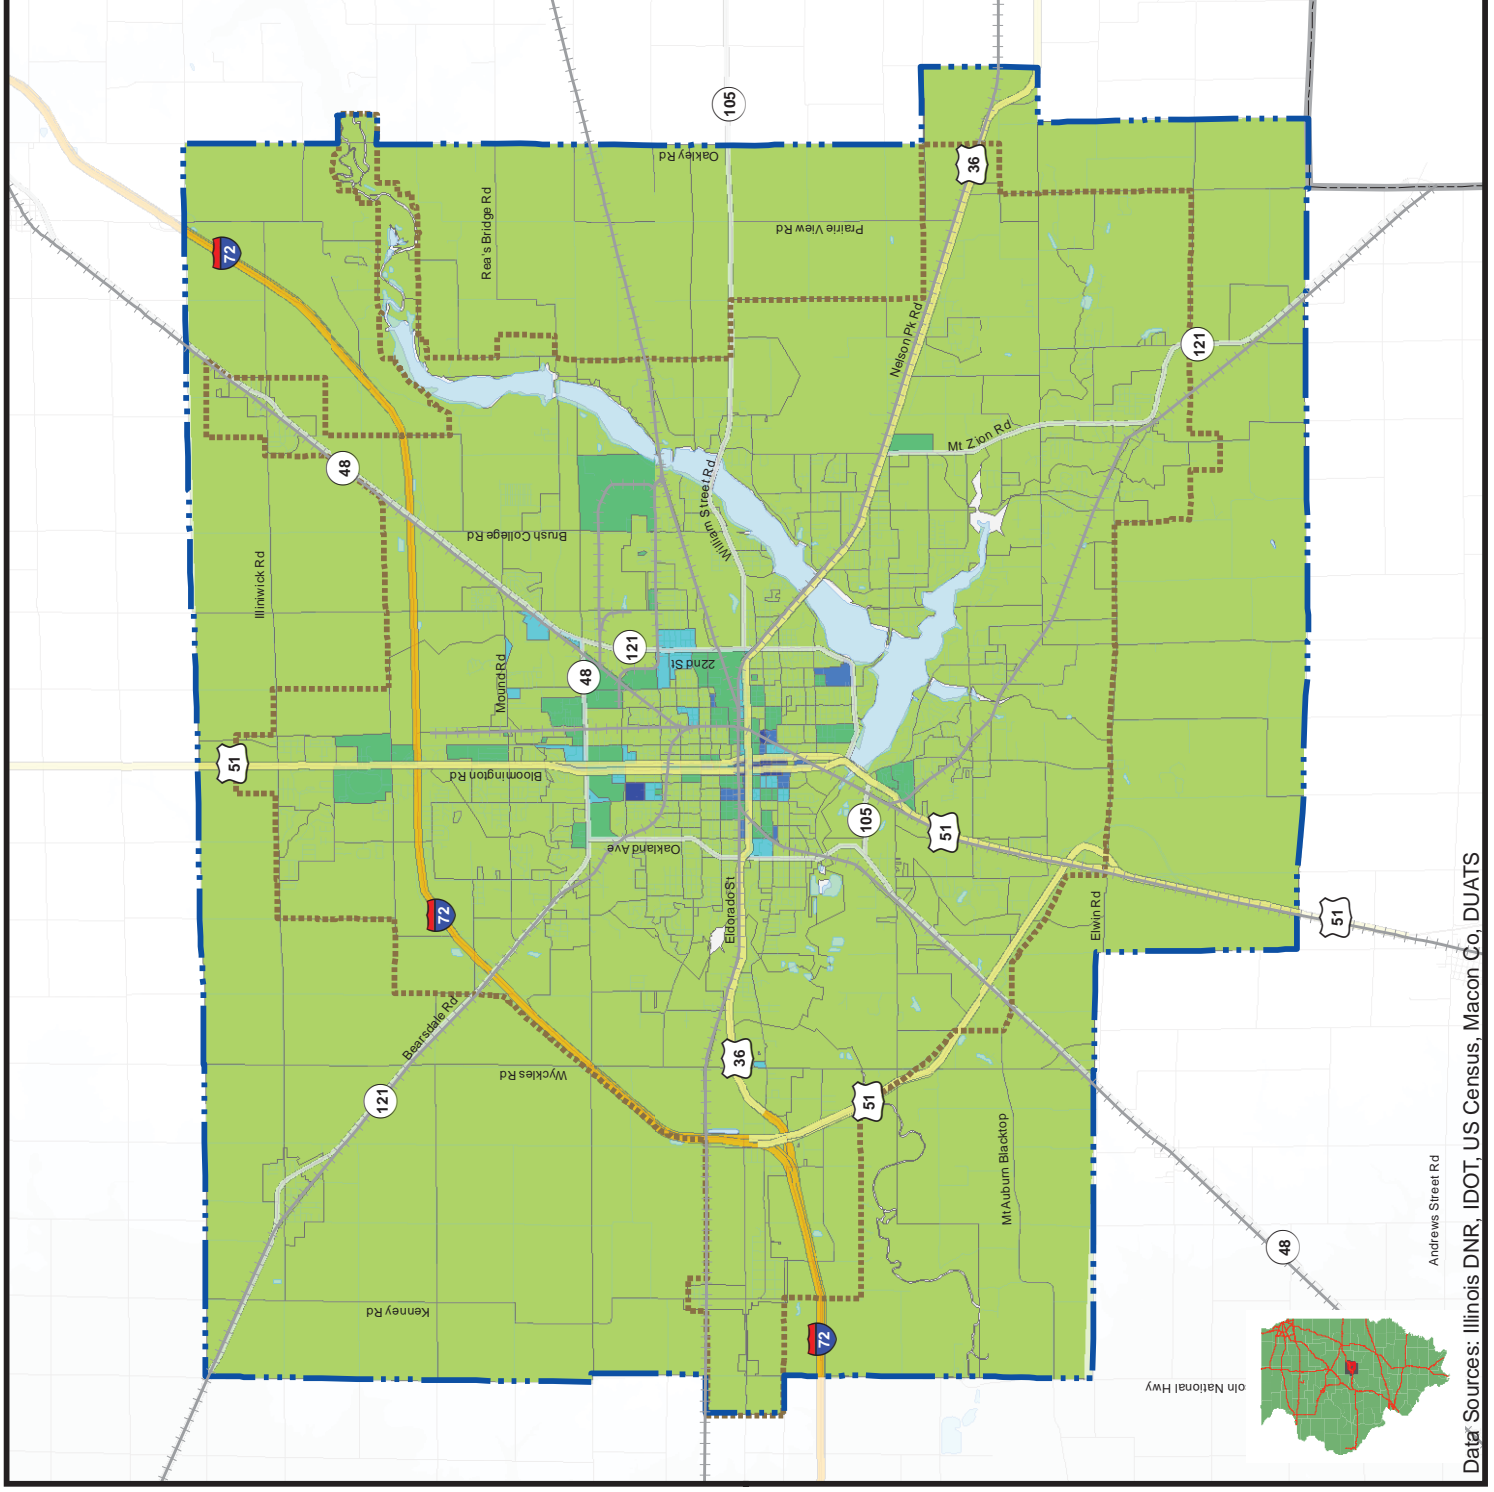 105
Oakley Rd
36
Rea's Bridge Rd
Prairie View Rd
72
Nelson Pk Rd
121
Mt Zion Rd
48
William Street Rd
Brush College Rd
Illiniwick Rd
121
22nd St
48
Mound Rd
51
Bloomington Rd
105
51
Oakland Ave
Eldorado St
72
Elwin Rd
51
Bearsdale Rd
36
Wyckles Rd
121
51
Mt Auburn Blacktop
Andrews Street Rd
48
Kenney Rd
72
oln National Hwy
Data Sources: Illinois DNR, IDOT, US Census, Macon Co, DUATS